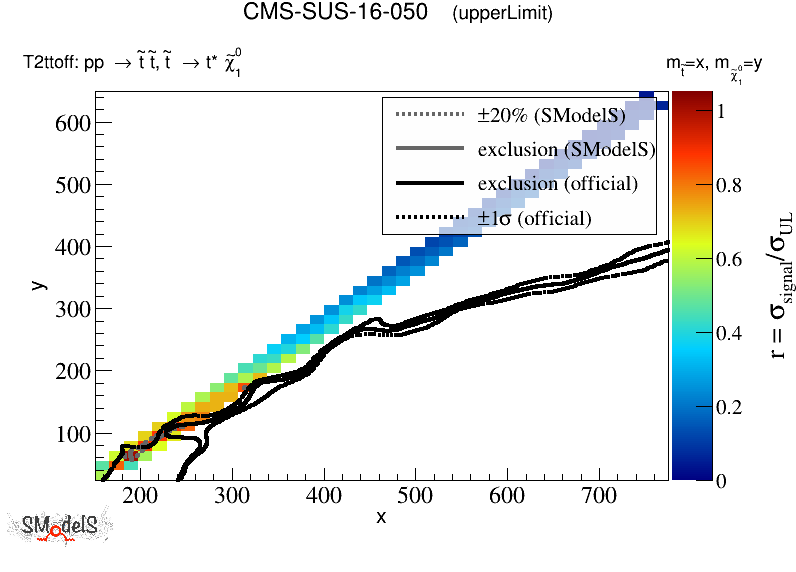 CMS-SUS-16-050 (upperLimit)
T2ttoff: pp → t̃ t̃, t̃ → t* χ̃₁⁰
m_t̃=x, m_χ̃₁⁰=y
±20% (SModelS)
exclusion (SModelS)
exclusion (official)
±1σ (official)
600
500
400
300
200
100
y
200 300 400 500 600 700
x
1
0.8
0.6
0.4
0.2
0
r = σ_signal/σ_UL
SModelS